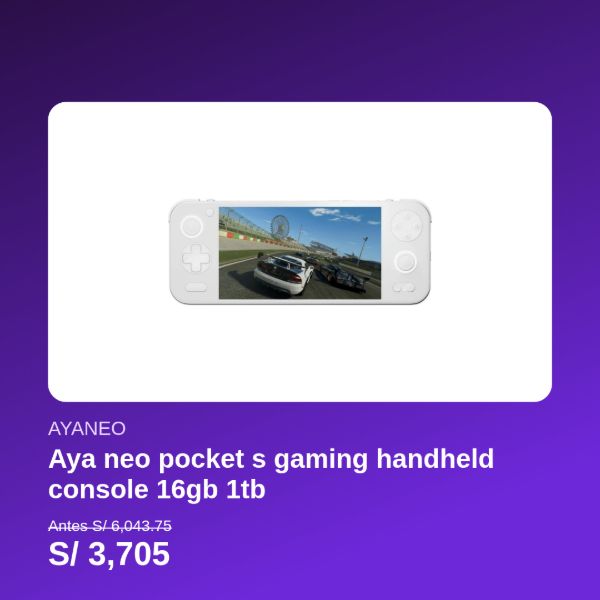 AYANEO
Aya neo pocket s gaming handheld
console 16gb 1tb
Antes S/ 6,043.75
S/ 3,705